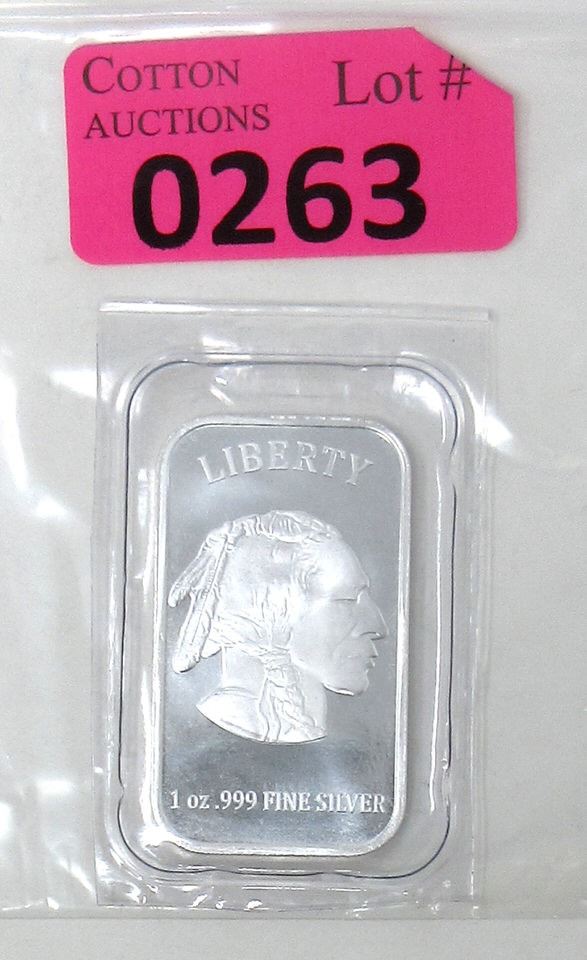 COTTON Lot #
AUCTIONS
0263
LIBERTY
1 oz .999 FINE SILVER